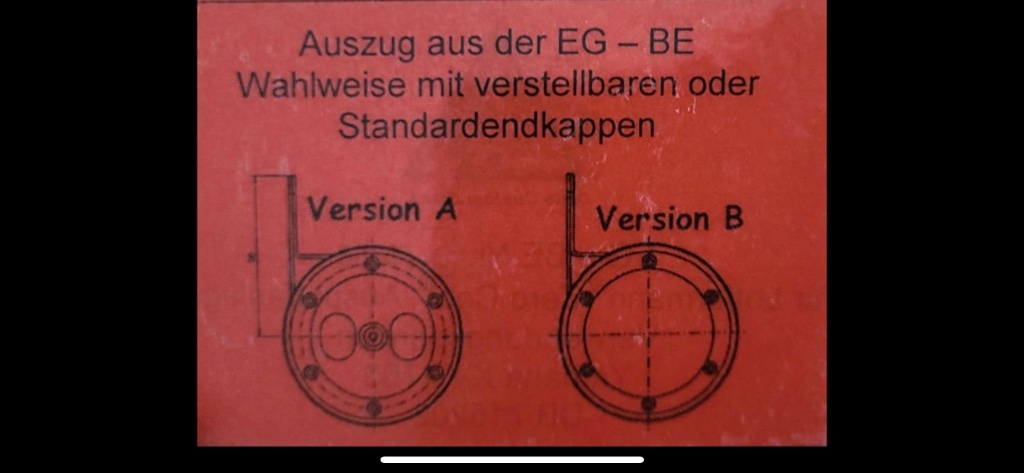 Auszug aus der EG – BE
Wahlweise mit verstellbaren oder
Standardendkappen
Version A
Version B